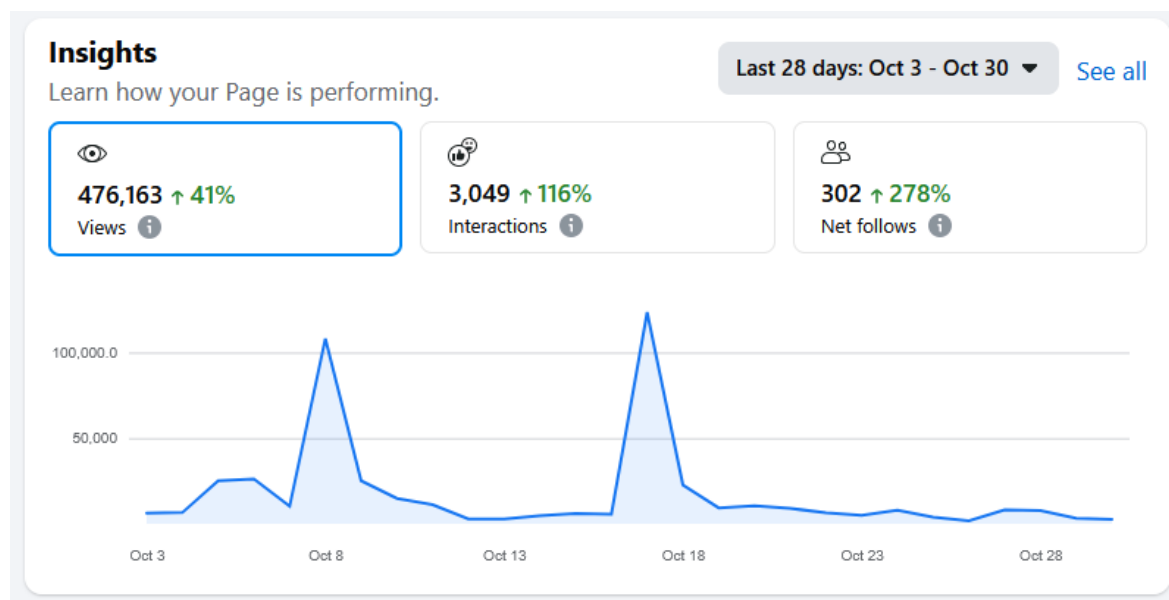 Insights
Last 28 days: Oct 3 - Oct 30
See all
Learn how your Page is performing.
476,163 ↑ 41%
Views
3,049 ↑ 116%
Interactions
302 ↑ 278%
Net follows
100,000.0
50,000
Oct 3 Oct 8 Oct 13 Oct 18 Oct 23 Oct 28